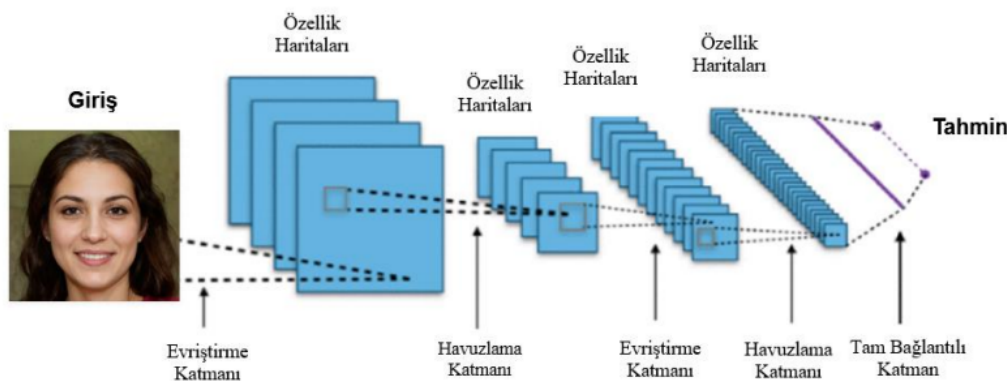 Özellik
Haritaları
Özellik
Haritaları
Özellik
Haritaları
Özellik
Haritaları
Giriş
Tahmin
Evriştirme
Katmanı
Havuzlama
Katmanı
Evriştirme
Katmanı
Havuzlama
Katmanı
Tam Bağlantılı
Katman